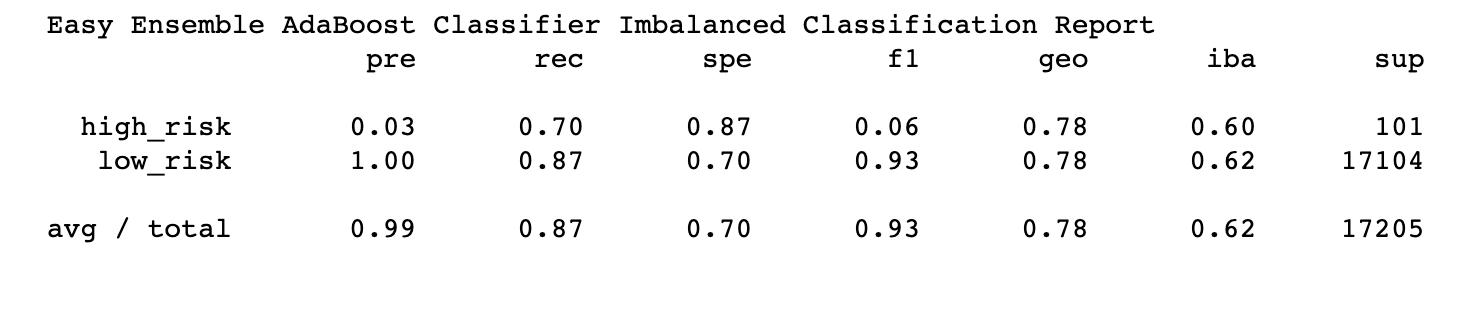 Easy Ensemble AdaBoost Classifier Imbalanced Classification Report
pre rec spe f1 geo iba sup
high_risk 0.03 0.70 0.87 0.06 0.78 0.60 101
low_risk 1.00 0.87 0.70 0.93 0.78 0.62 17104
avg / total 0.99 0.87 0.70 0.93 0.78 0.62 17205